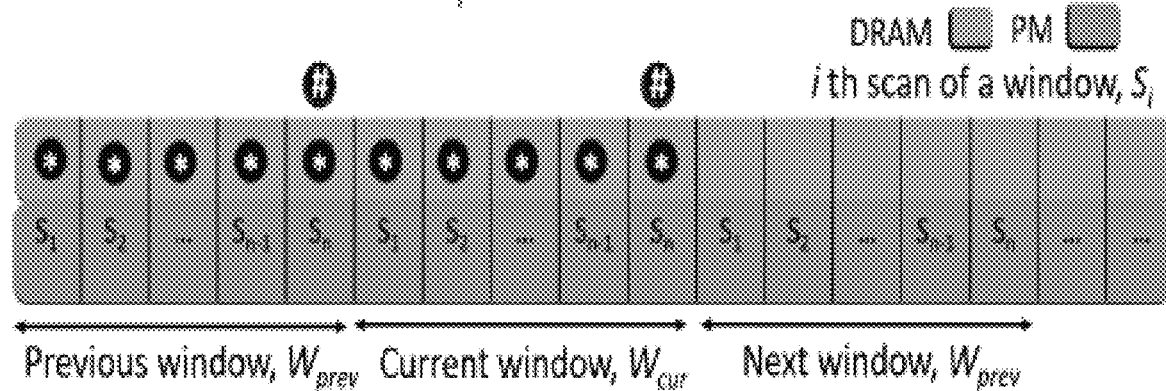 DRAM PM
i th scan of a window, Si
# #
* * * * * * * * * *
S1 S2 ... Sn-1 Sn S1 S2 ... Sn-1 Sn S1 S2 ... Sn-1 Sn ... ...
Previous window, Wprev Current window, Wcur Next window, Wprev